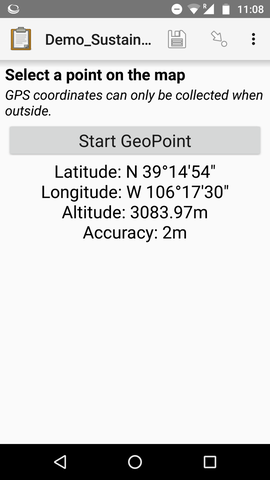 11:08
Demo_Sustain...
Select a point on the map
GPS coordinates can only be collected when
outside.
Start GeoPoint
Latitude: N 39°14'54"
Longitude: W 106°17'30"
Altitude: 3083.97m
Accuracy: 2m